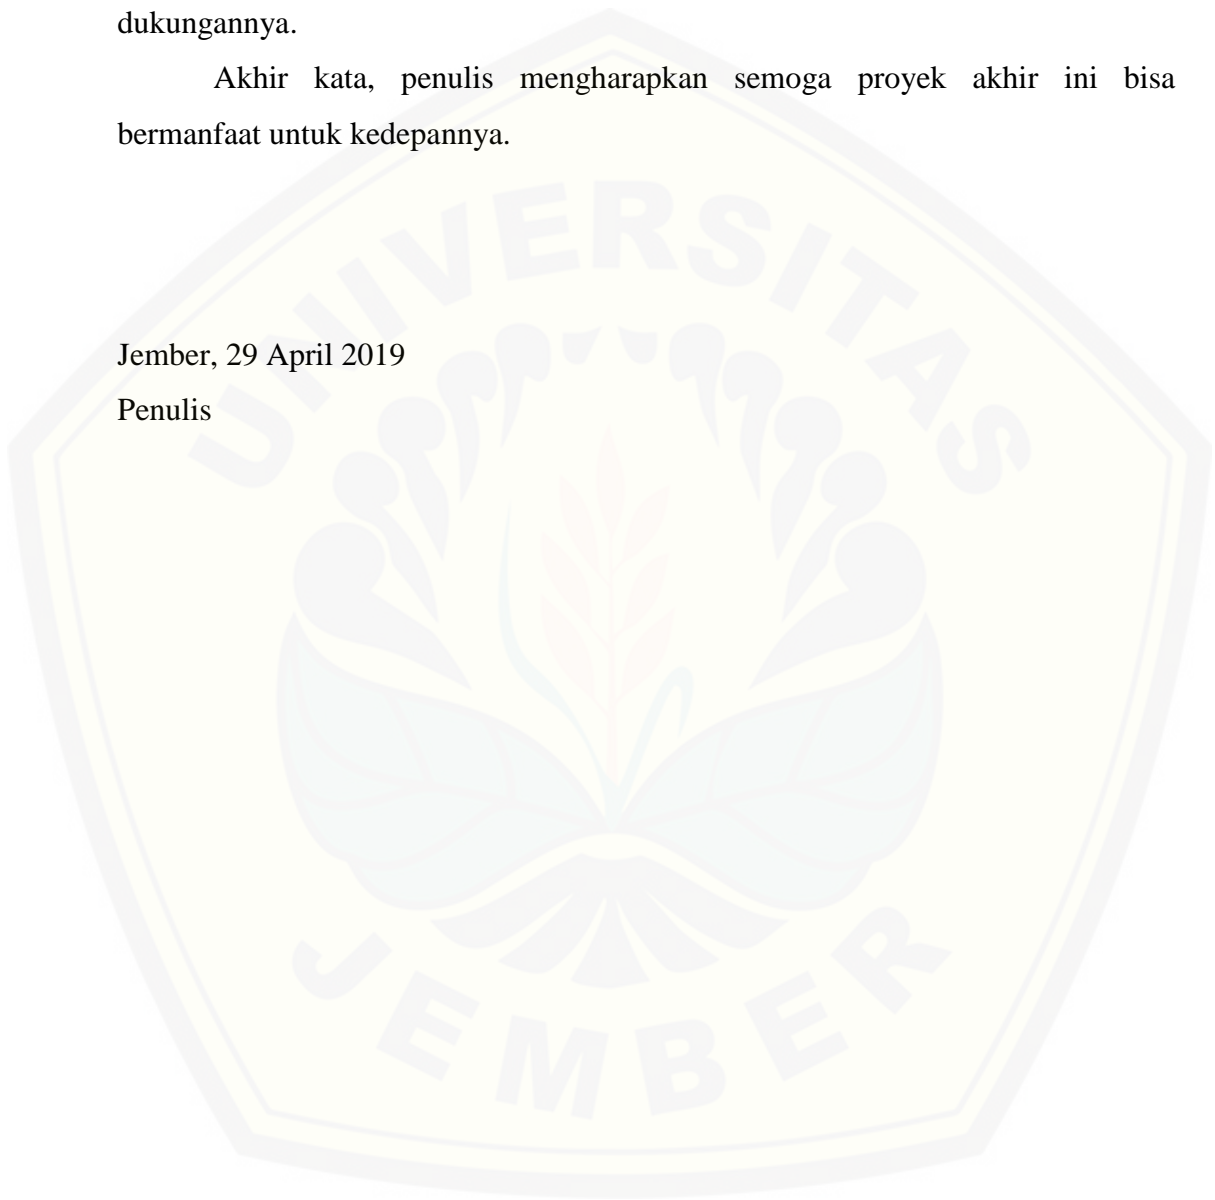 dukungannya.
Akhir kata, penulis mengharapkan semoga proyek akhir ini bisa
bermanfaat untuk kedepannya.
UNIVERSITAS
Jember, 29 April 2019
Penulis
JEMBER